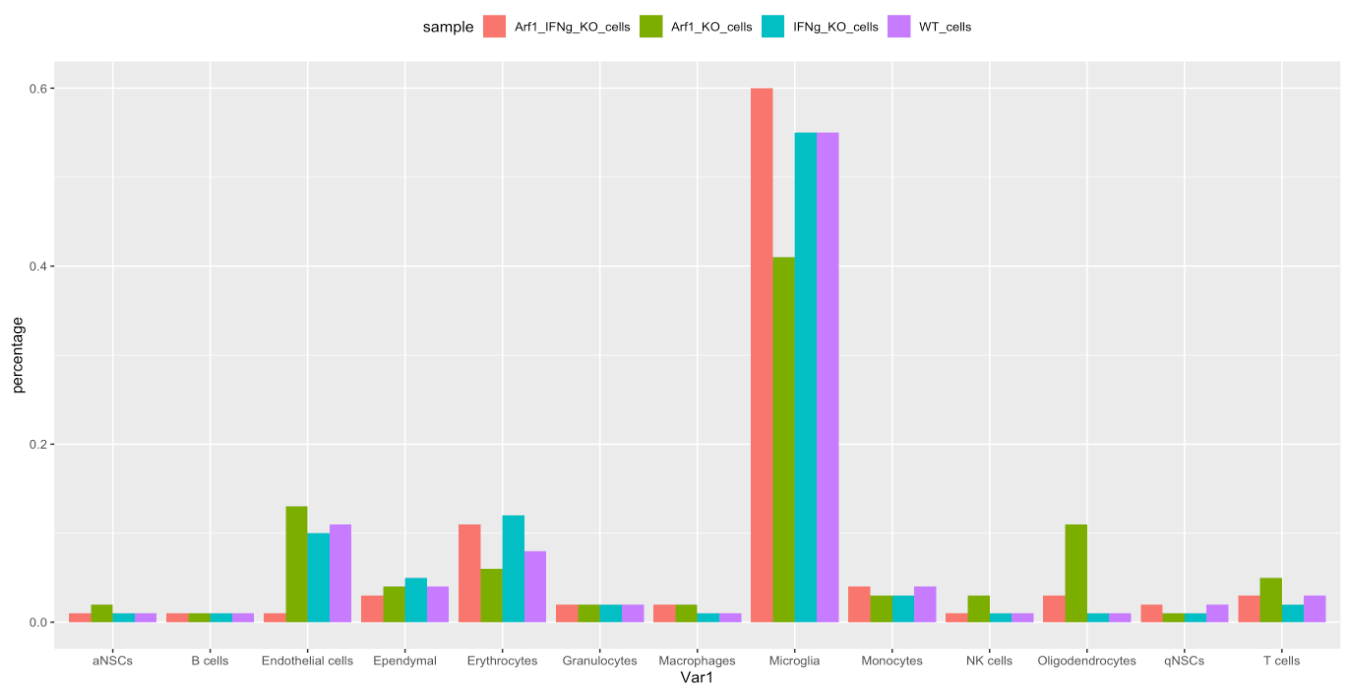 sample Arf1_IFNg_KO_cells Arf1_KO_cells IFNg_KO_cells WT_cells
0.6
0.4
0.2
0.0
percentage
aNSCs B cells Endothelial cells Ependymal Erythrocytes Granulocytes Macrophages Microglia Monocytes NK cells Oligodendrocytes qNSCs T cells
Var1